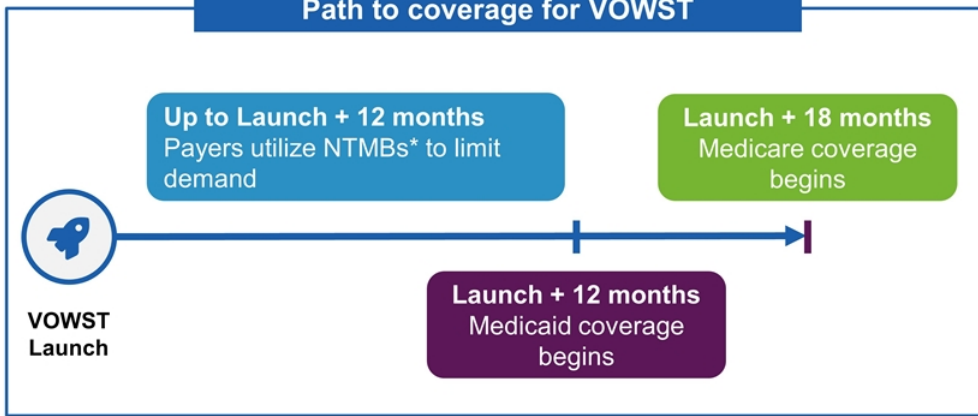 Path to coverage for VOWST
Up to Launch + 12 months
Payers utilize NTMBs* to limit
demand
Launch + 18 months
Medicare coverage
begins
VOWST
Launch
Launch + 12 months
Medicaid coverage
begins